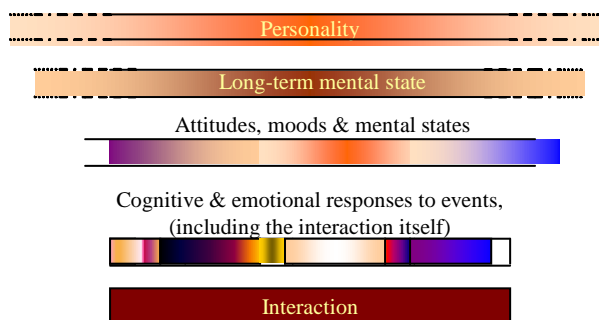 Personality
Long-term mental state
Attitudes, moods & mental states
Cognitive & emotional responses to events,
(including the interaction itself)
Interaction